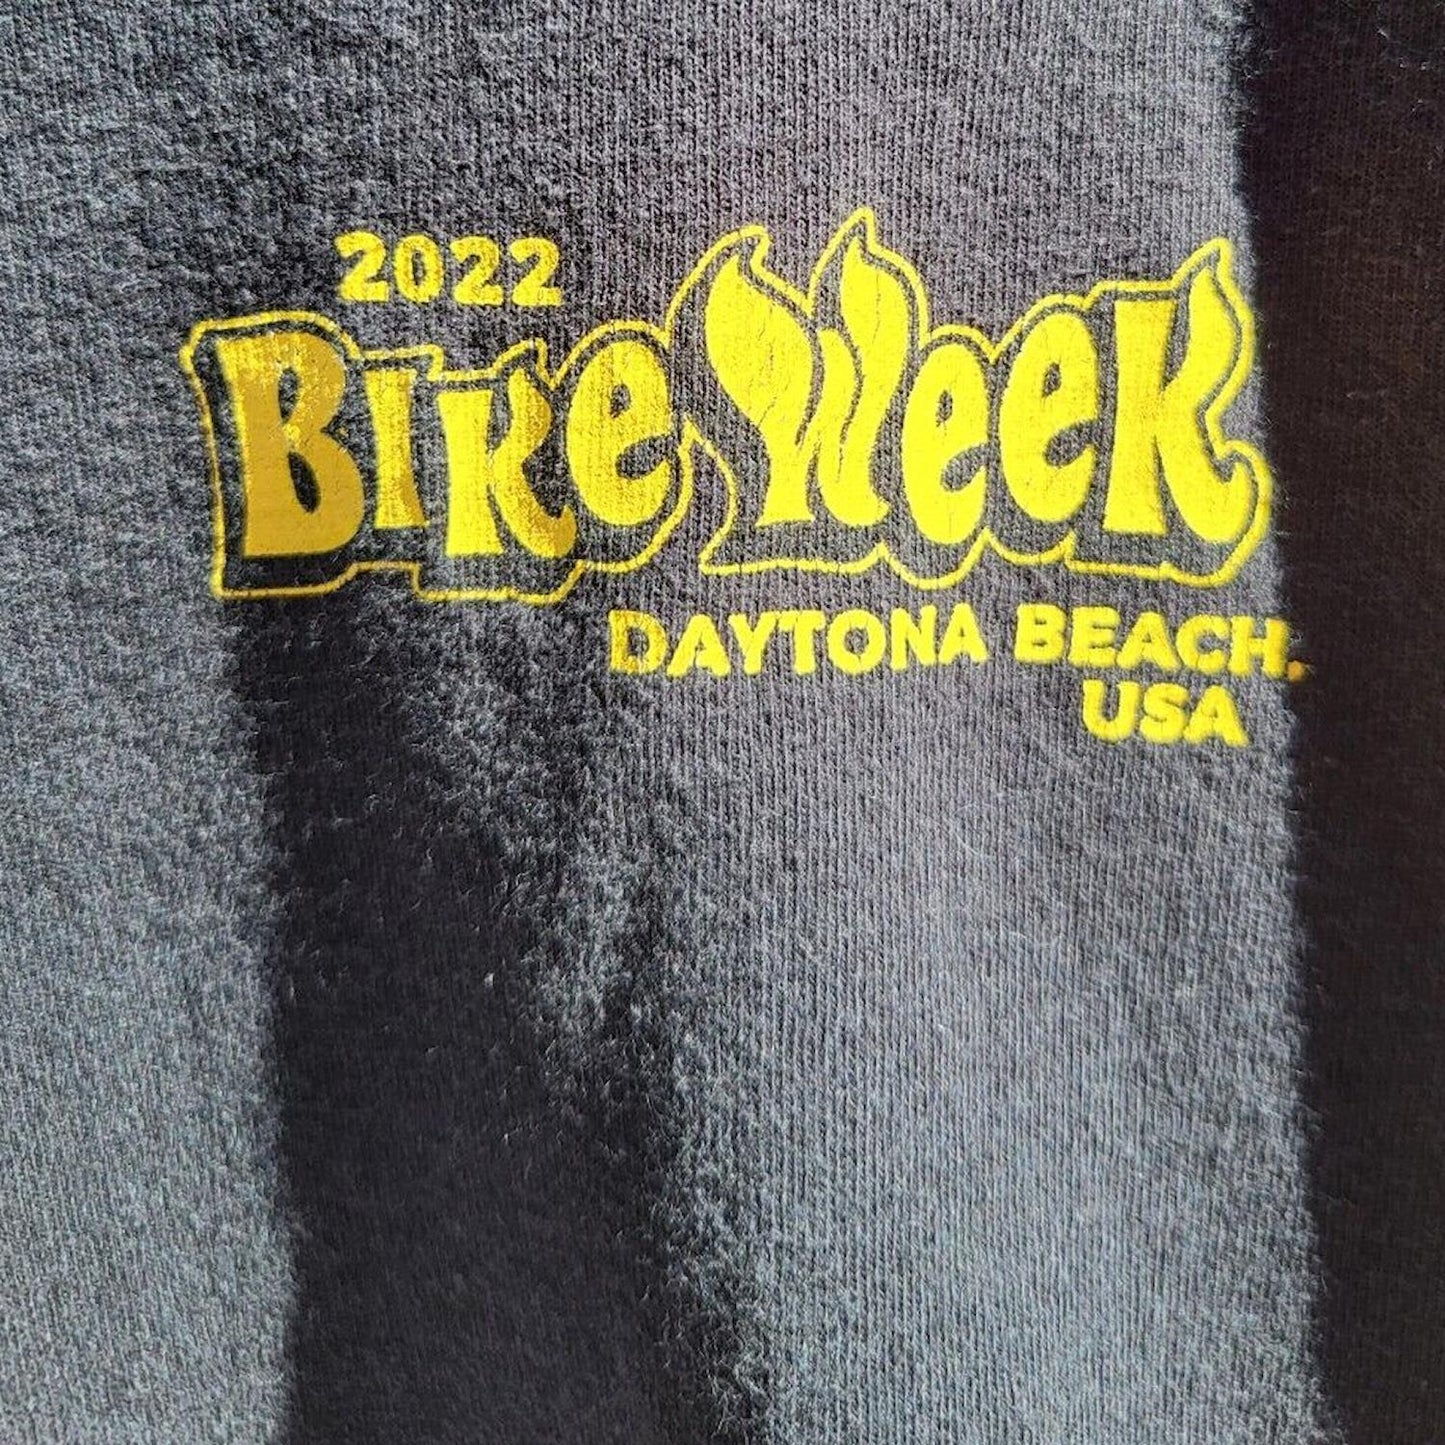 2022
BIKe WeeK
DAYTONA BEACH,
USA